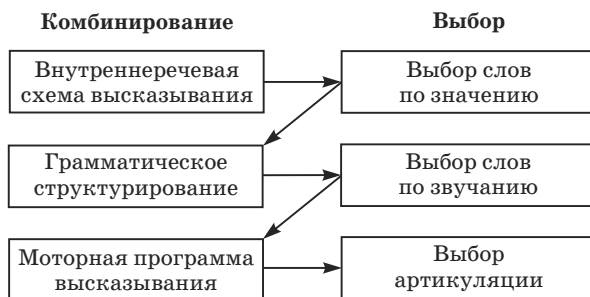 Комбинирование
Выбор
Внутреннеречевая
схема высказывания
Выбор слов
по значению
Грамматическое
структурирование
Выбор слов
по звучанию
Моторная программа
высказывания
Выбор
артикуляции